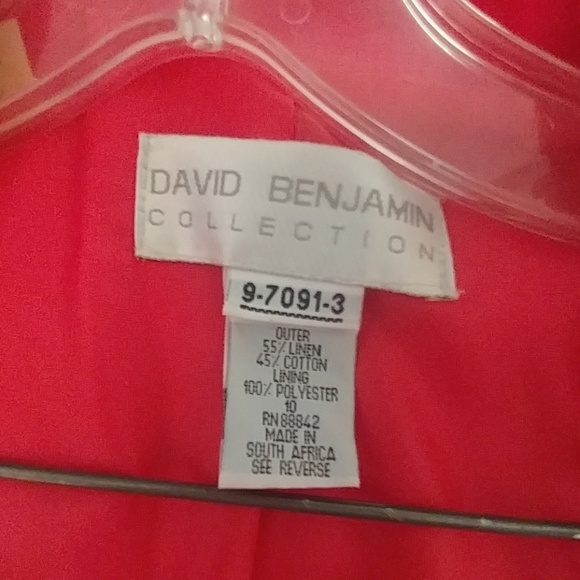 DAVID BENJAMIN
COLLECTION
9-7091-3
OUTER
55% LINEN
45% COTTON
LINING
100% POLYESTER
10
RN 88842
MADE IN
SOUTH AFRICA
SEE REVERSE